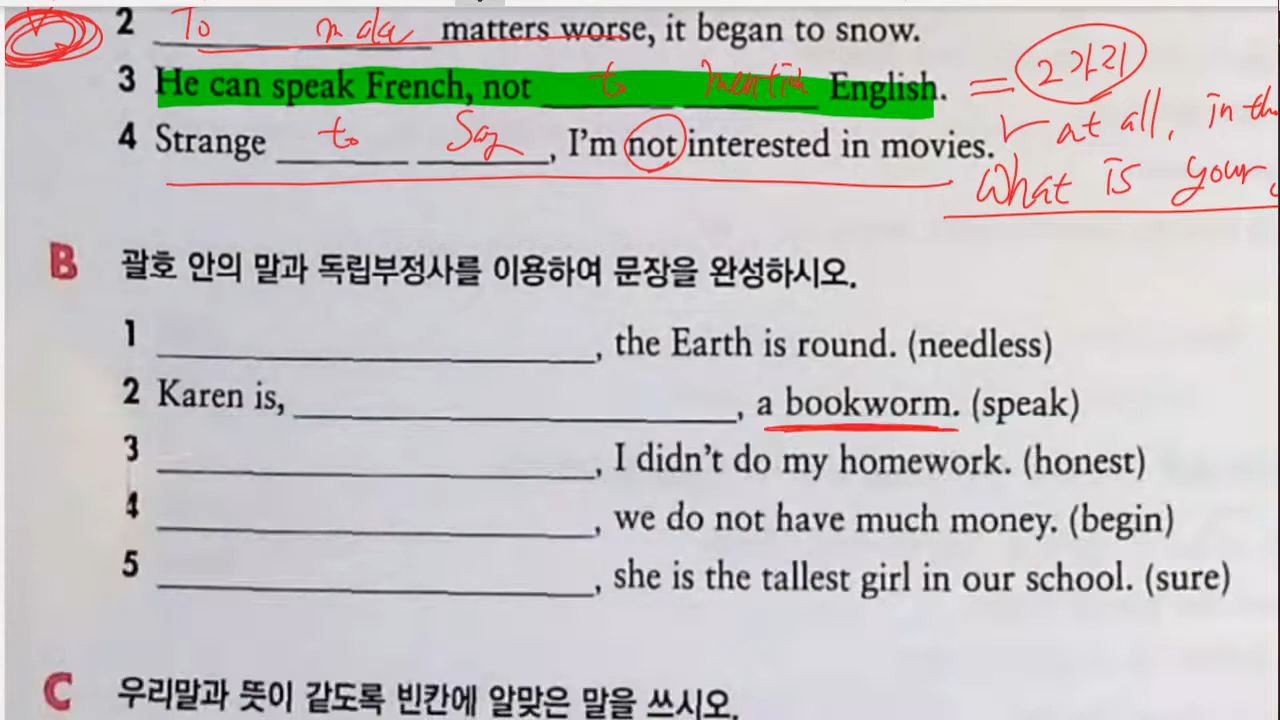 2 To make matters worse, it began to snow.
3 He can speak French, not to mention English. = 2가지
4 Strange to say, I'm not interested in movies. at all, in th
What is your
B 괄호 안의 말과 독립부정사를 이용하여 문장을 완성하시오.
1 , the Earth is round. (needless)
2 Karen is, , a bookworm. (speak)
3 , I didn't do my homework. (honest)
4 , we do not have much money. (begin)
5 , she is the tallest girl in our school. (sure)
C 우리말과 뜻이 같도록 빈칸에 알맞은 말을 쓰시오.